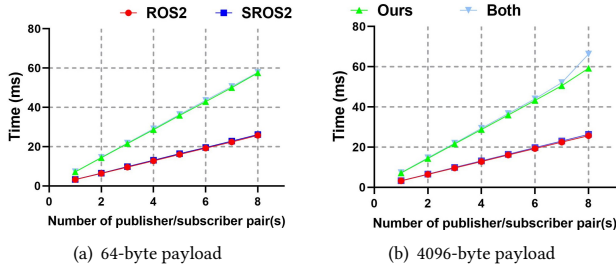 ROS2 SROS2 Ours Both
80
60
40
20
0
Time (ms)
0 2 4 6 8
Number of publisher/subscriber pair(s)
(a) 64-byte payload
80
60
40
20
0
Time (ms)
0 2 4 6 8
Number of publisher/subscriber pair(s)
(b) 4096-byte payload